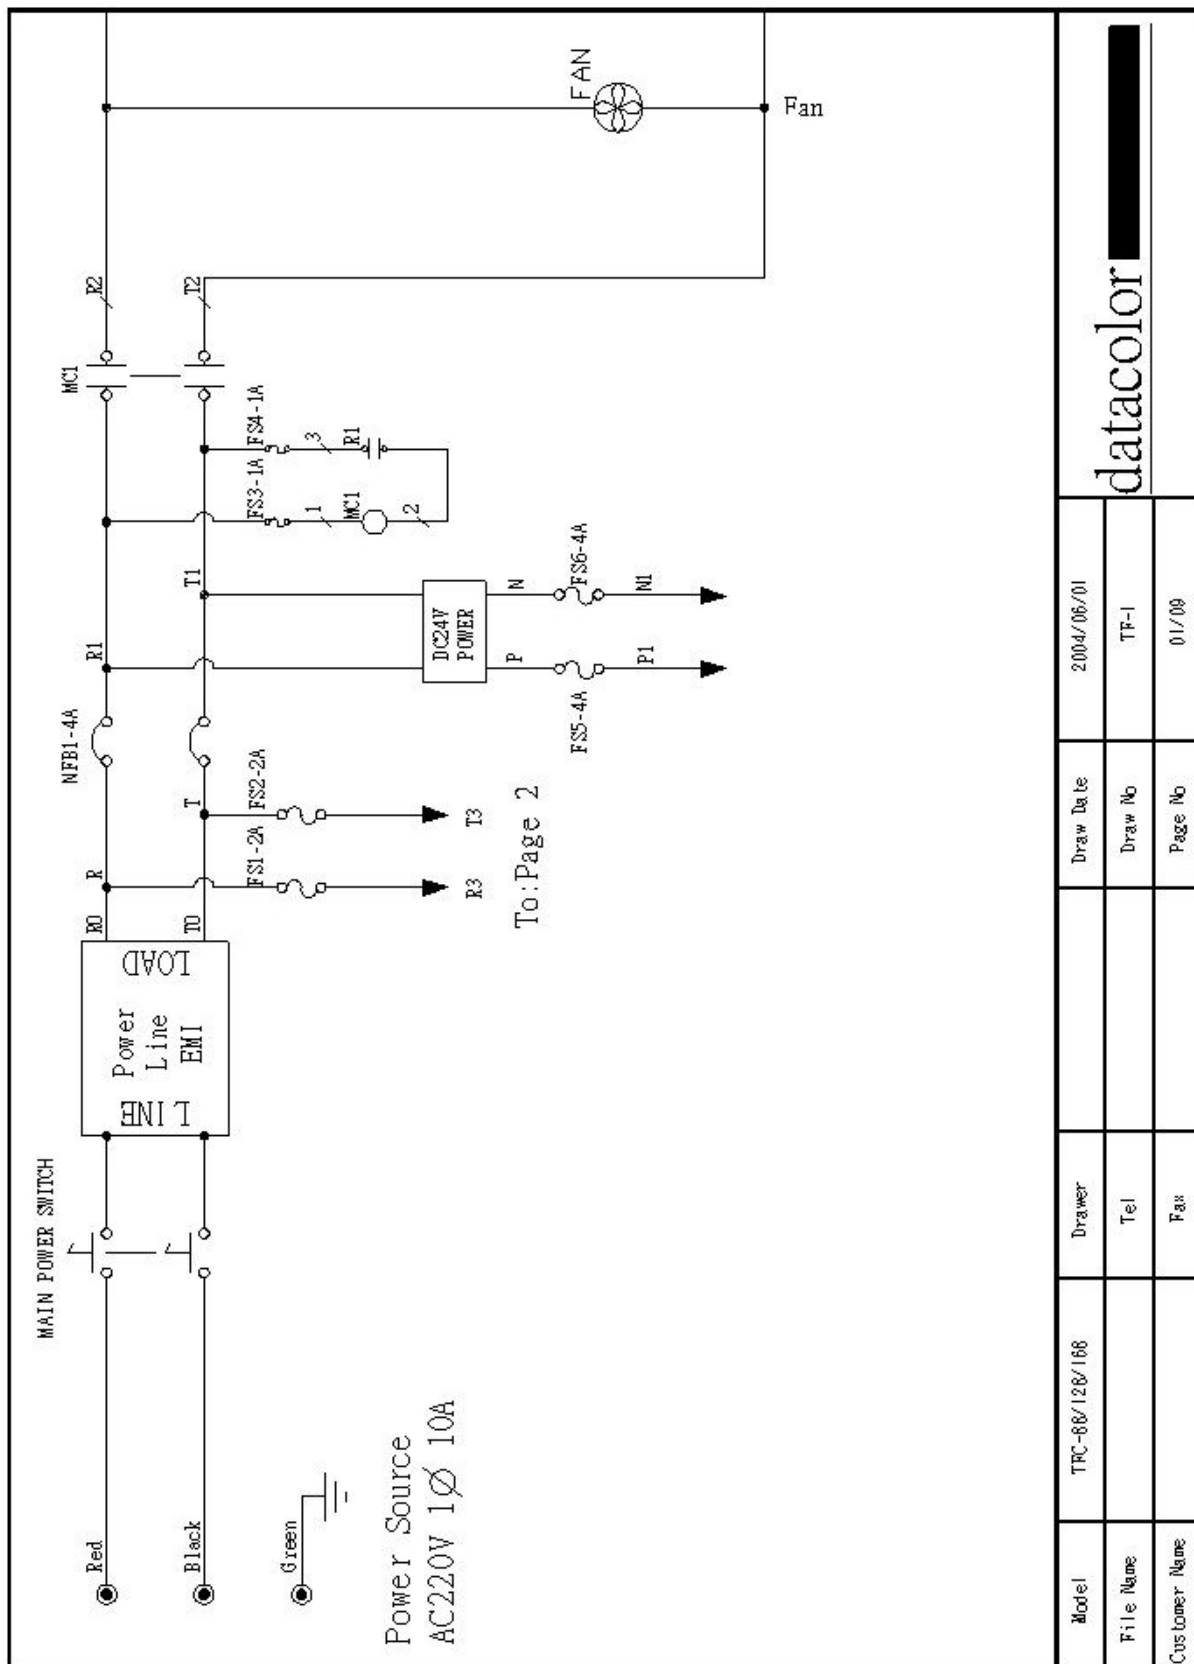 MAIN POWER SWITCH
Red
Black
Green
Power Source
AC220V 1Ø 10A
LINE
Power
Line
EMI
LOAD
R0
T0
R
T
FS1-2A
FS2-2A
R3
T3
To:Page 2
NFB1-4A
R1
T1
DC24V
POWER
P
N
FS5-4A
FS6-4A
P1
N1
FS3-1A
FS4-1A
1
3
MC1
R1
2
MC1
R2
T2
FAN
Fan
Model
TFC-88/128/168
Drawer
Draw Date
2004/06/01
datacolor
File Name
Tel
Draw No
TF-1
Customer Name
Fax
Page No
01/09